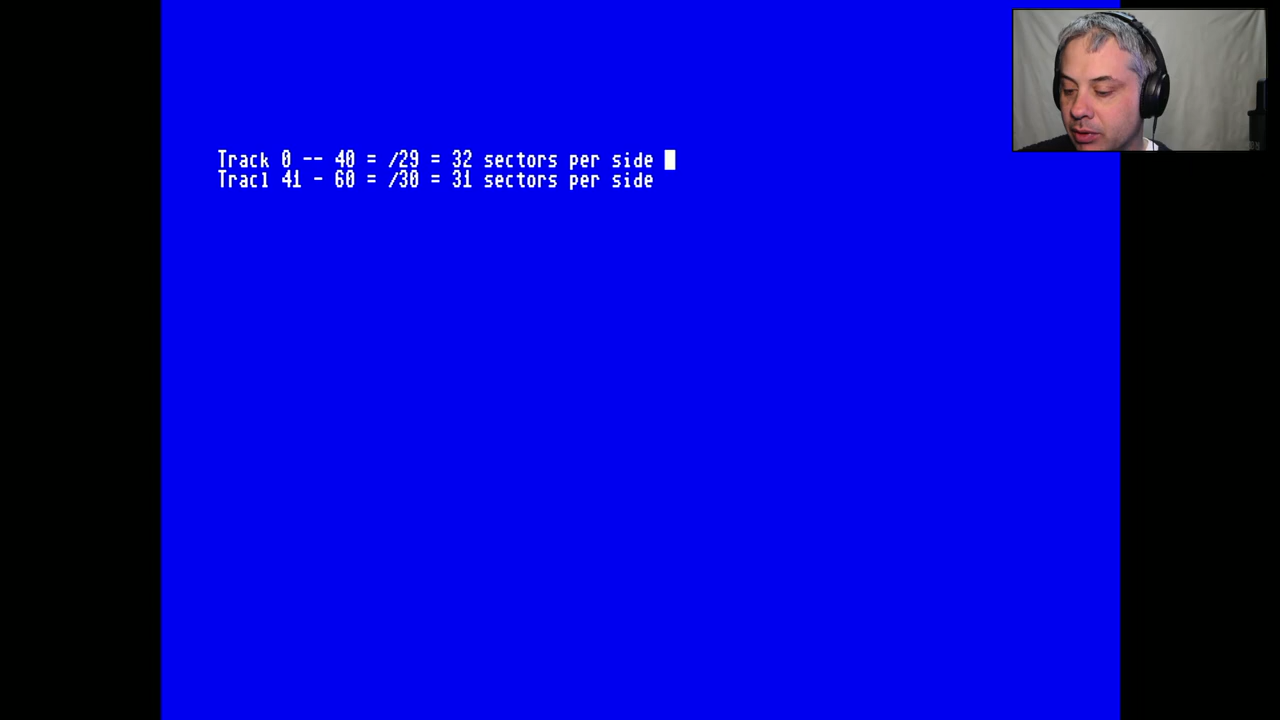 Track 0 -- 40 = /29 = 32 sectors per side
Tracl 41 - 60 = /30 = 31 sectors per side